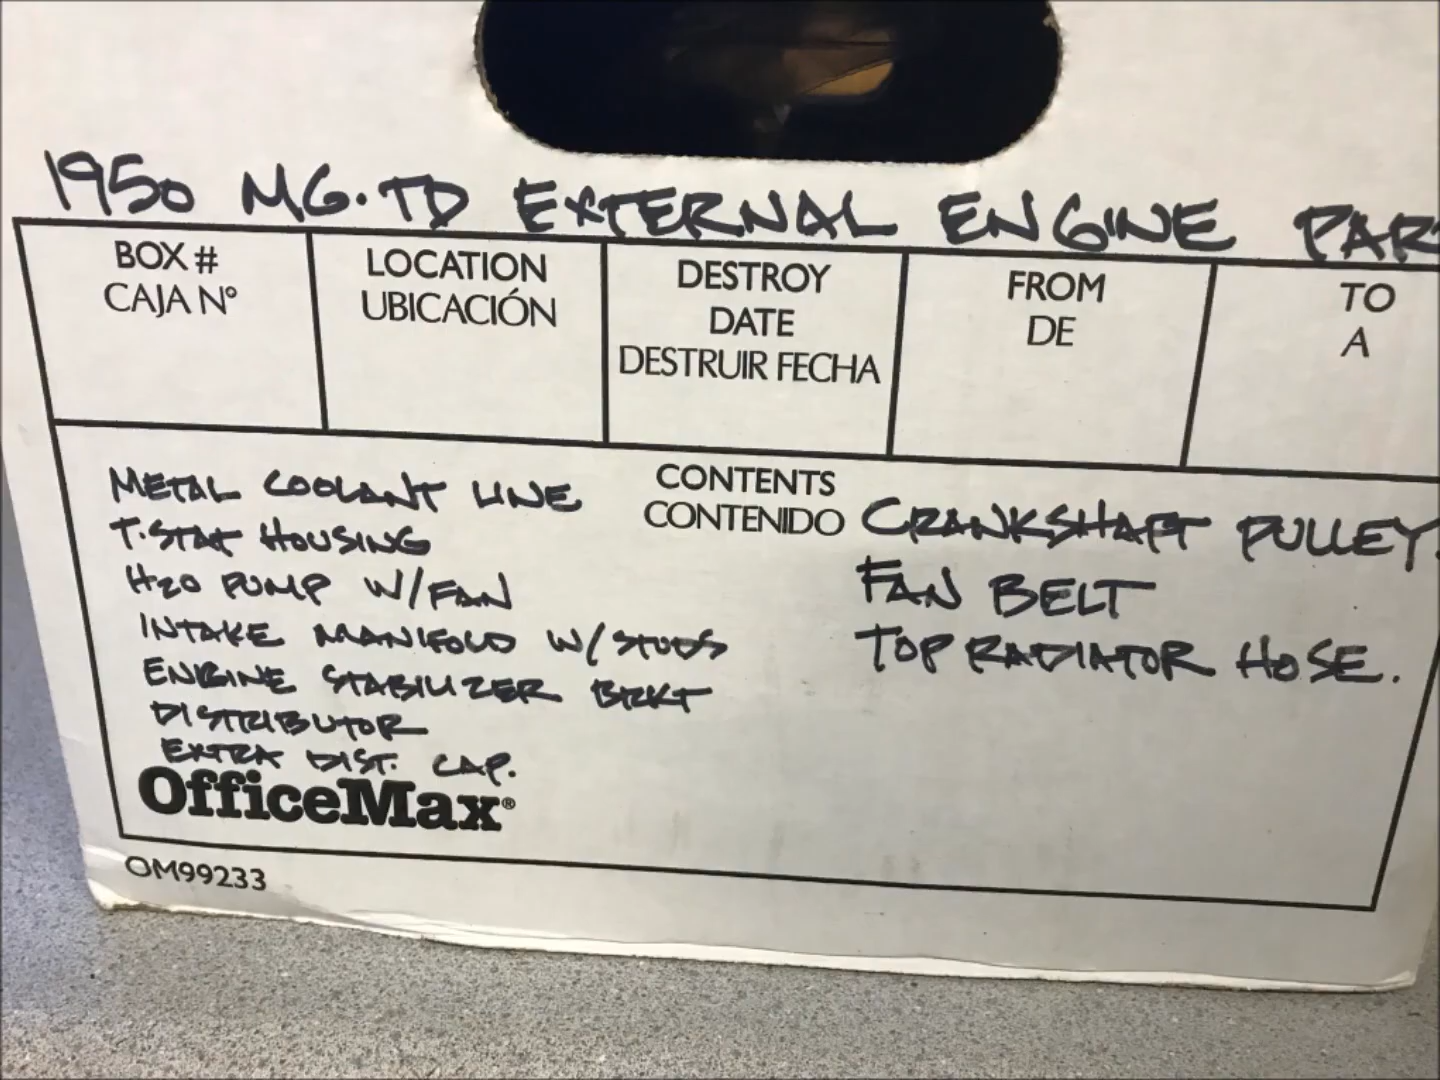 1950 MG·TD EXTERNAL ENGINE PAR
BOX #
CAJA Nº
LOCATION
UBICACIÓN
DESTROY
DATE
DESTRUIR FECHA
FROM
DE
TO
A
CONTENTS
CONTENIDO
METAL COOLANT LINE
T·STAT HOUSING
H20 PUMP W/FAN
INTAKE MANIFOLD W/STUDS
ENGINE STABILIZER BRKT
DISTRIBUTOR
EXTRA DIST. CAP.
CRANKSHAFT PULLEY.
FAN BELT
TOP RADIATOR HOSE.
OfficeMax®
OM99233